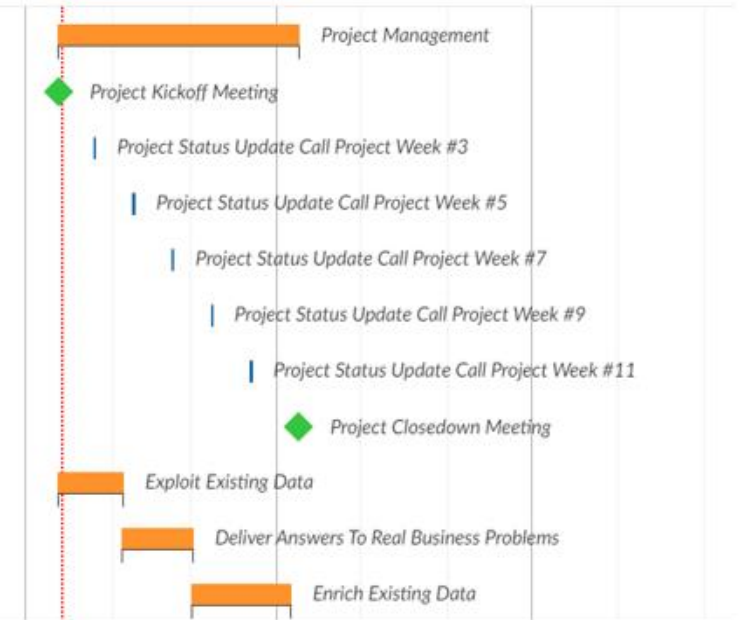 Project Management
Project Kickoff Meeting
Project Status Update Call Project Week #3
Project Status Update Call Project Week #5
Project Status Update Call Project Week #7
Project Status Update Call Project Week #9
Project Status Update Call Project Week #11
Project Closedown Meeting
Exploit Existing Data
Deliver Answers To Real Business Problems
Enrich Existing Data